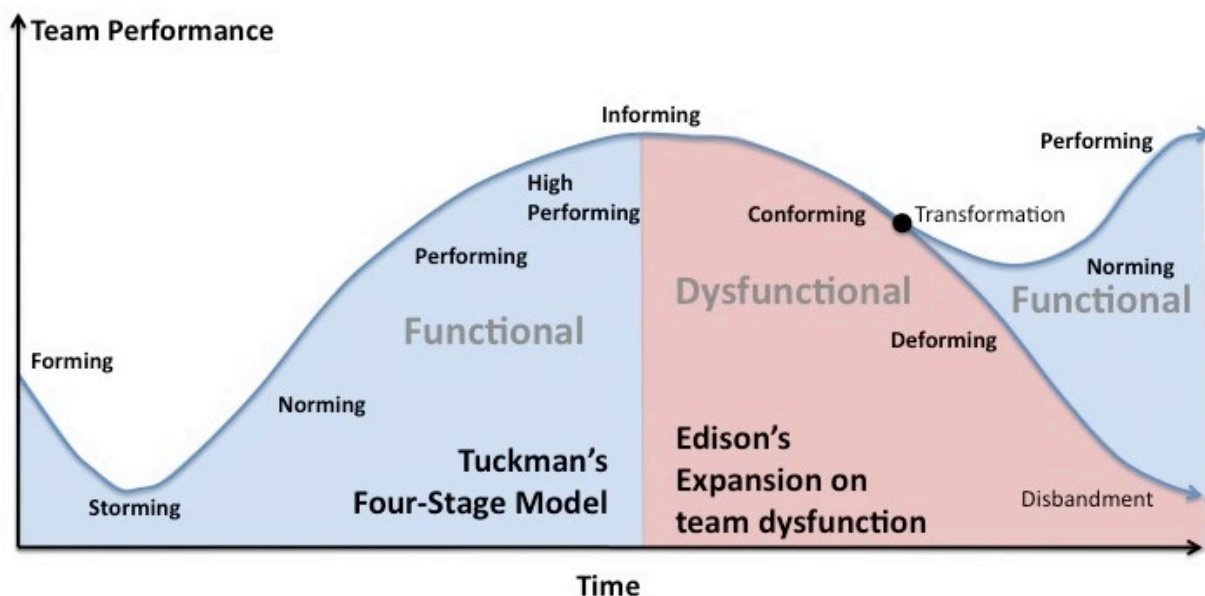 Team Performance
Informing
Performing
High
Performing
Conforming
Transformation
Performing
Norming
Dysfunctional
Functional
Functional
Deforming
Forming
Norming
Storming
Tuckman's
Four-Stage Model
Edison's
Expansion on
team dysfunction
Disbandment
Time